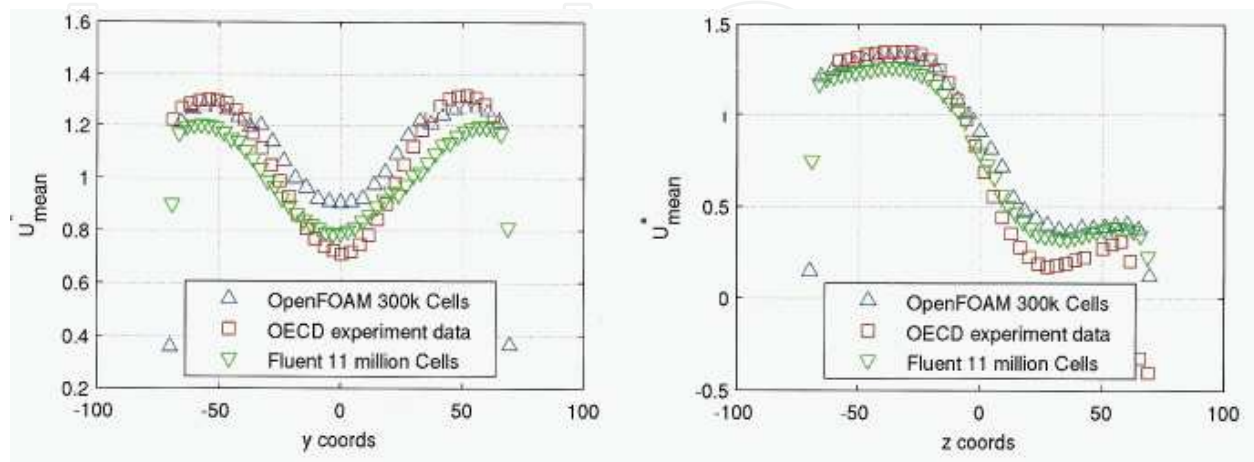 1.6
1.4
1.2
1
0.8
0.6
0.4
0.2
U*mean
OpenFOAM 300k Cells
OECD experiment data
Fluent 11 million Cells
-100 -50 0 50 100
y coords
1.5
1
0.5
0
-0.5
U*mean
OpenFOAM 300k Cells
OECD experiment data
Fluent 11 million Cells
-100 -50 0 50 100
z coords